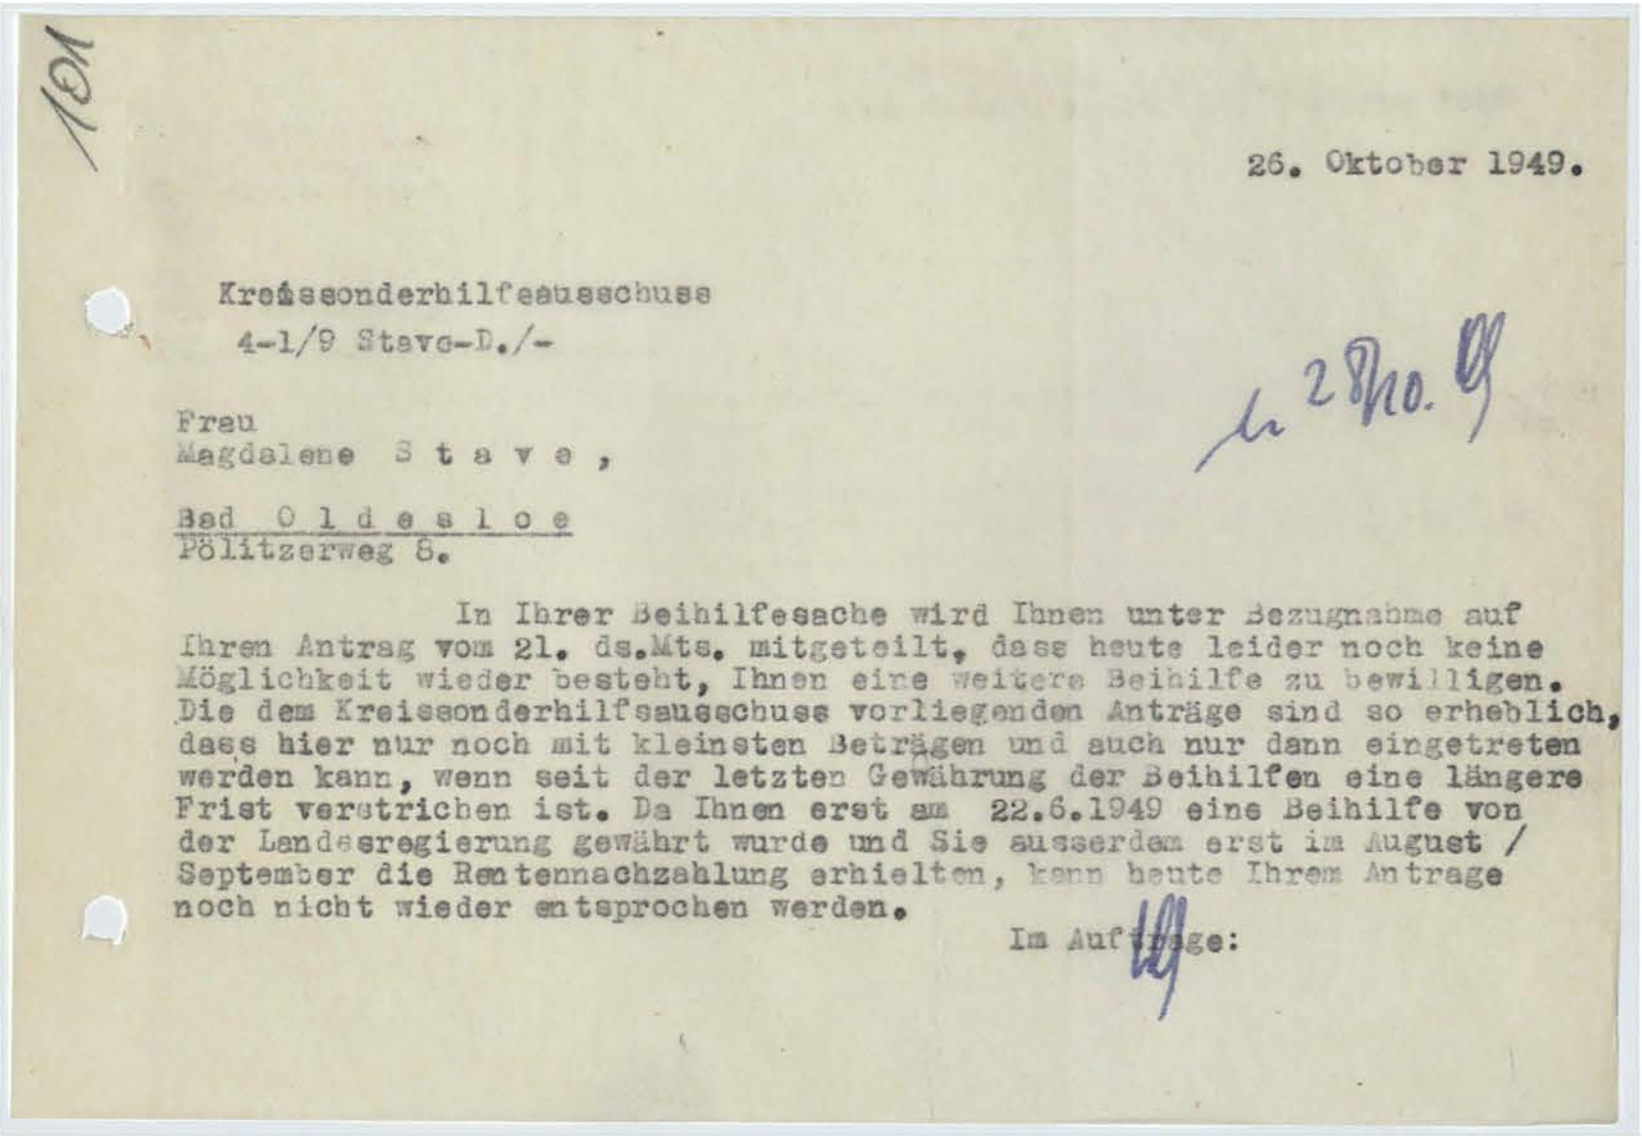 101
26. Oktober 1949.
Kreissonderhilfsausschuss
4-1/9 Stave-D./-
28/10.
Frau
Magdalene S t a v e ,
Bad O l d e s l o e
Pölitzerweg 8.
In Ihrer Beihilfesache wird Ihnen unter Bezugnahme auf
Ihren Antrag vom 21. ds.Mts. mitgeteilt, dass heute leider noch keine
Möglichkeit wieder besteht, Ihnen eine weitere Beihilfe zu bewilligen.
Die dem Kreissonderhilfsausschuss vorliegenden Anträge sind so erheblich,
dass hier nur noch mit kleinsten Beträgen und auch nur dann eingetreten
werden kann, wenn seit der letzten Gewährung der Beihilfen eine längere
Frist verstrichen ist. Da Ihnen erst am 22.6.1949 eine Beihilfe von
der Landesregierung gewährt wurde und Sie ausserdem erst im August /
September die Rentennachzahlung erhielten, kann heute Ihrem Antrage
noch nicht wieder entsprochen werden.
Im Auftrage: